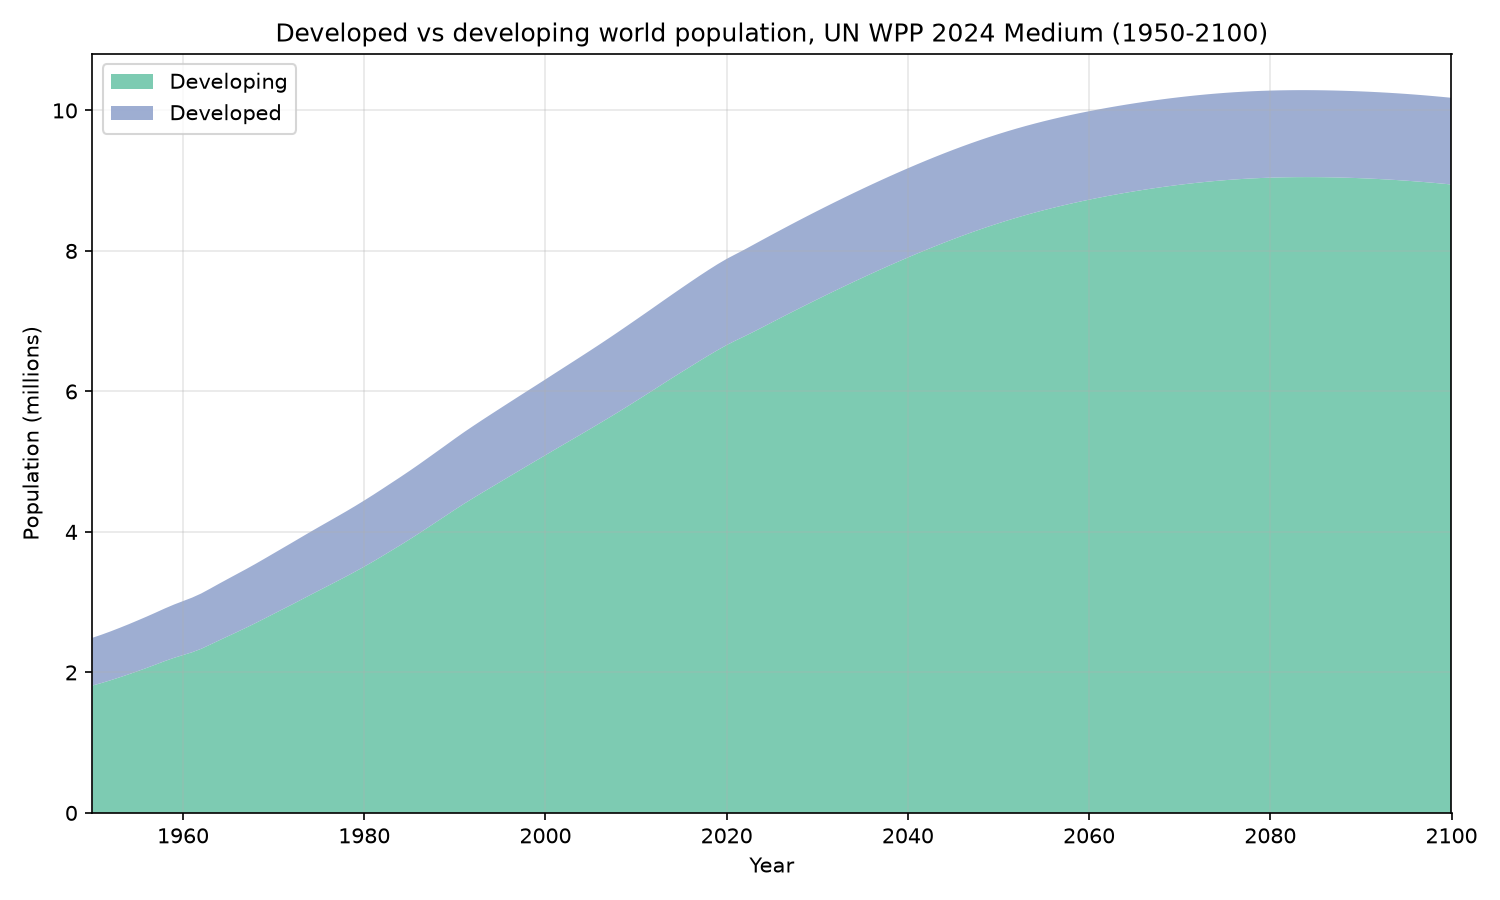 Developed vs developing world population, UN WPP 2024 Medium (1950-2100)
Developing
Developed
Population (millions)
10
8
6
4
2
0
1960 1980 2000 2020 2040 2060 2080 2100
Year